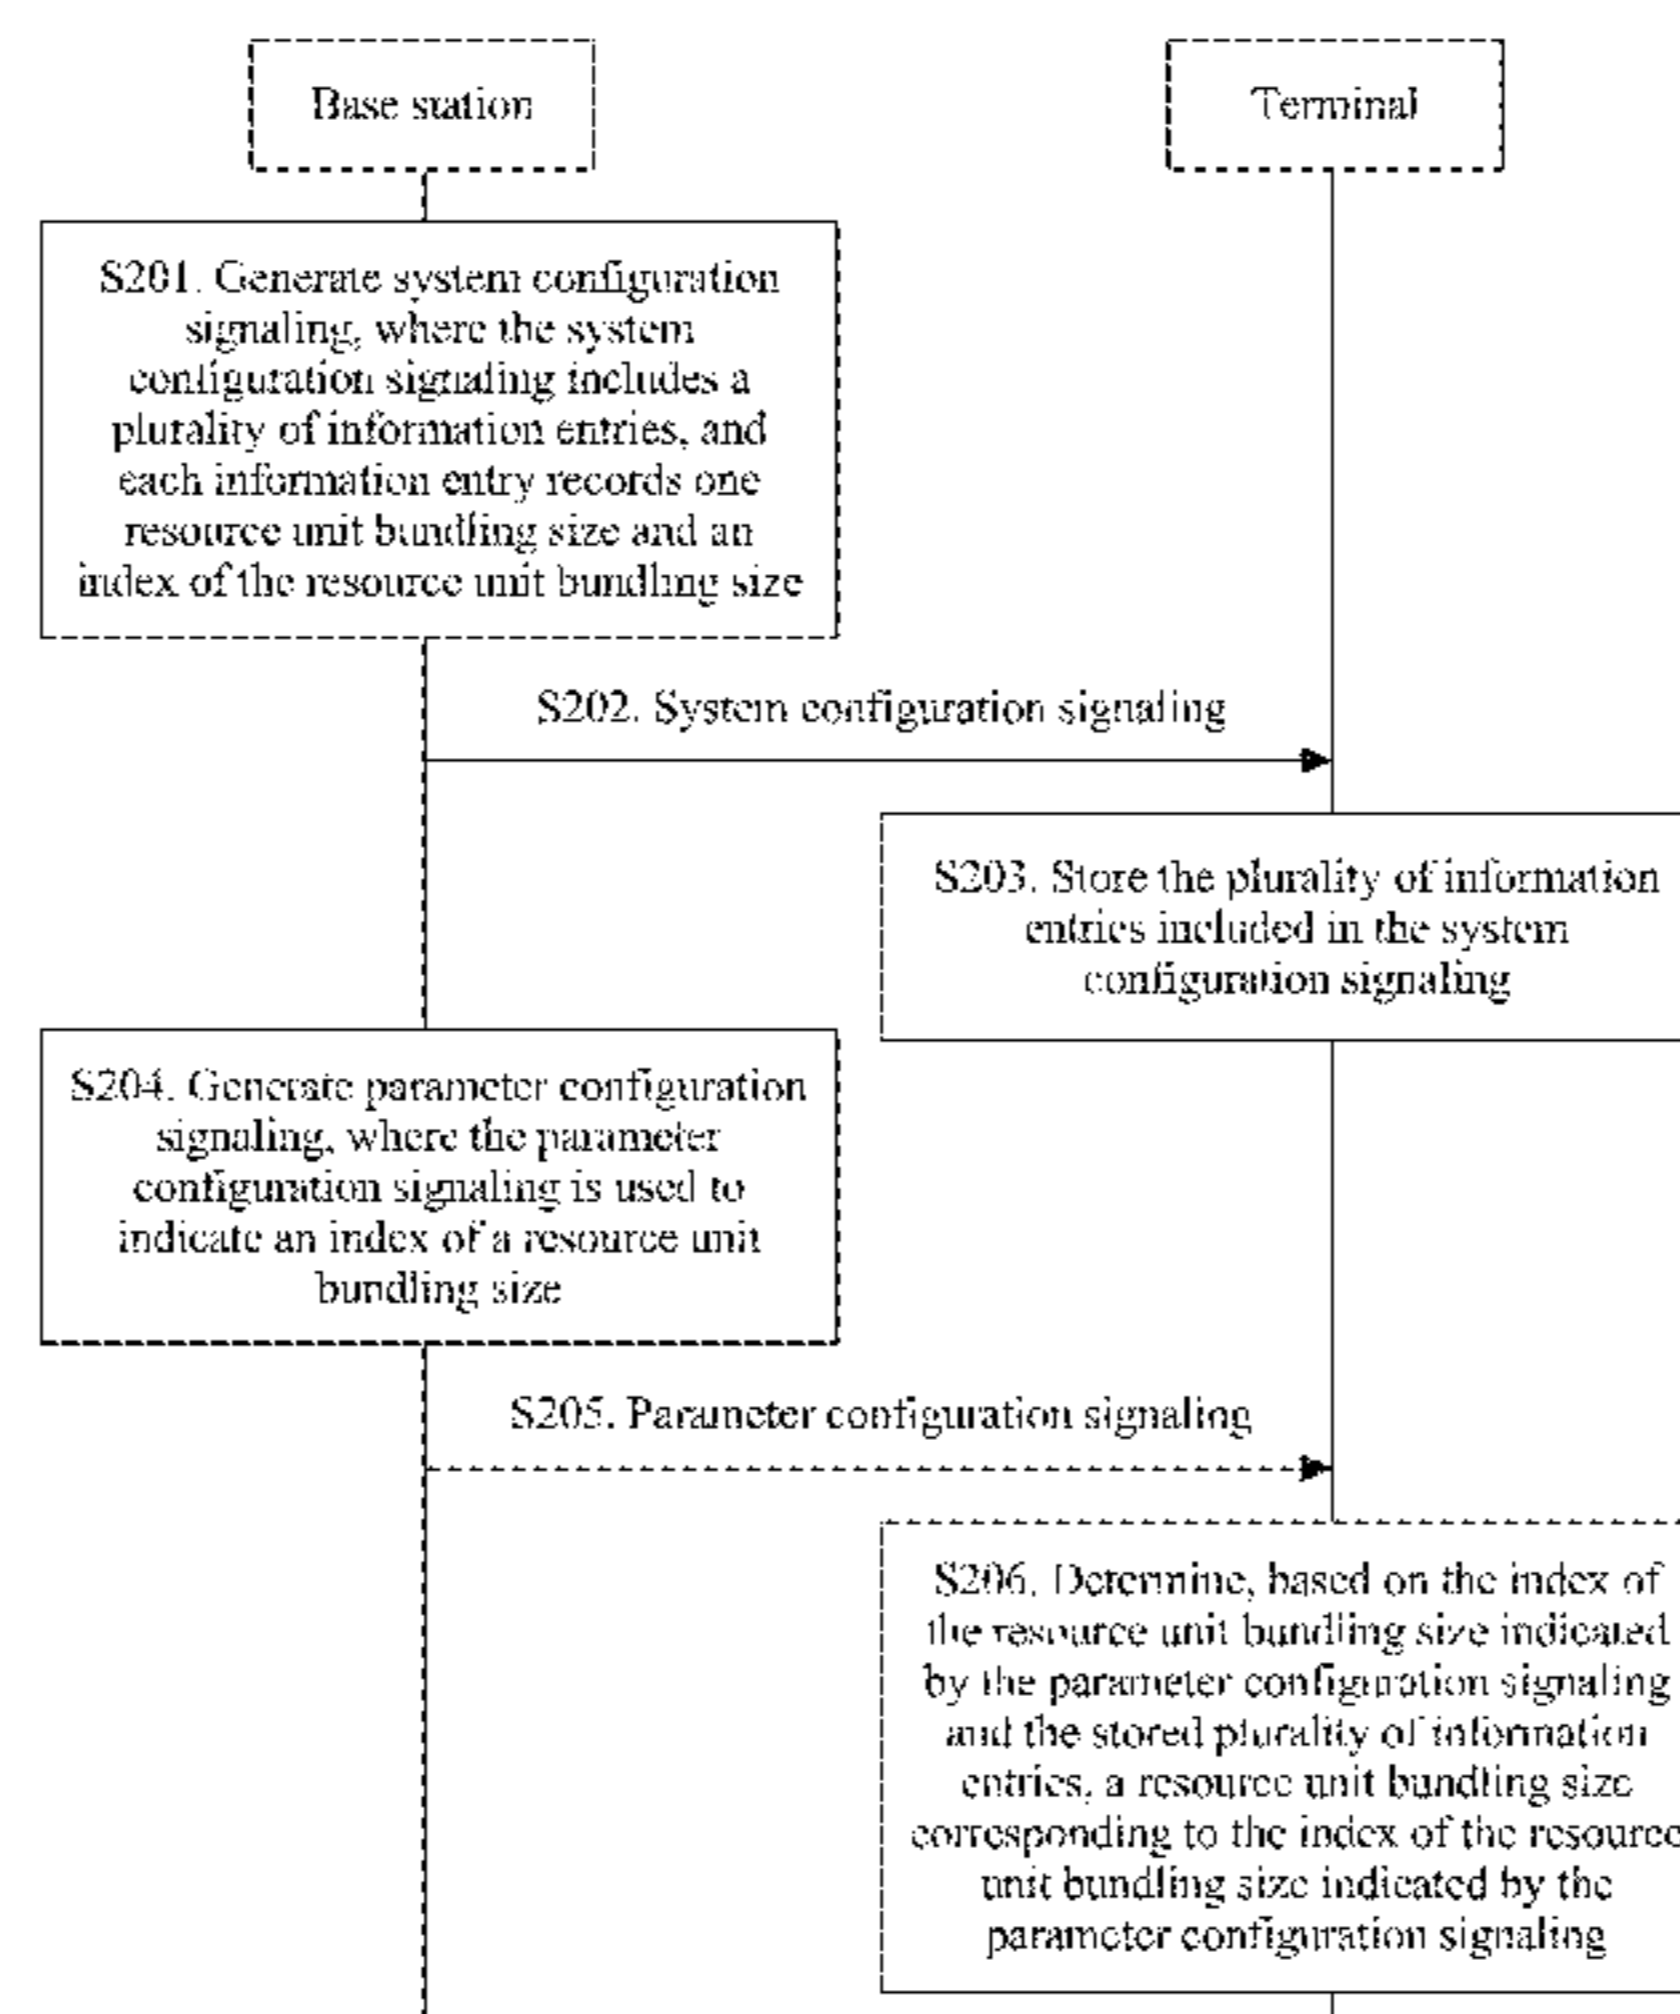 Base station
Terminal
S201. Generate system configuration
signaling, where the system
configuration signaling includes a
plurality of information entries, and
each information entry records one
resource unit bundling size and an
index of the resource unit bundling size
S202. System configuration signaling
S203. Store the plurality of information
entries included in the system
configuration signaling
S204. Generate parameter configuration
signaling, where the parameter
configuration signaling is used to
indicate an index of a resource unit
bundling size
S205. Parameter configuration signaling
S206. Determine, based on the index of
the resource unit bundling size indicated
by the parameter configuration signaling
and the stored plurality of information
entries, a resource unit bundling size
corresponding to the index of the resource
unit bundling size indicated by the
parameter configuration signaling